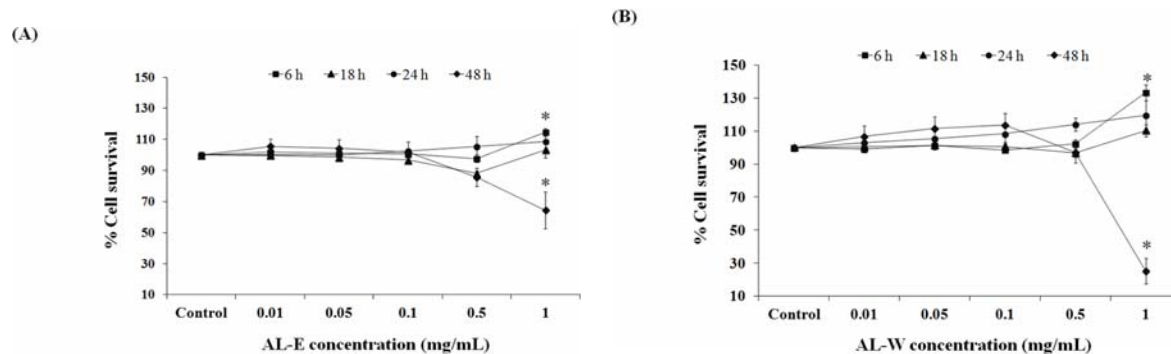 (A)
6 h 18 h 24 h 48 h
150
130
110
90
70
50
30
10
% Cell survival
*
*
Control 0.01 0.05 0.1 0.5 1
AL-E concentration (mg/mL)
(B)
6 h 18 h 24 h 48 h
150
130
110
90
70
50
30
10
% Cell survival
*
*
Control 0.01 0.05 0.1 0.5 1
AL-W concentration (mg/mL)